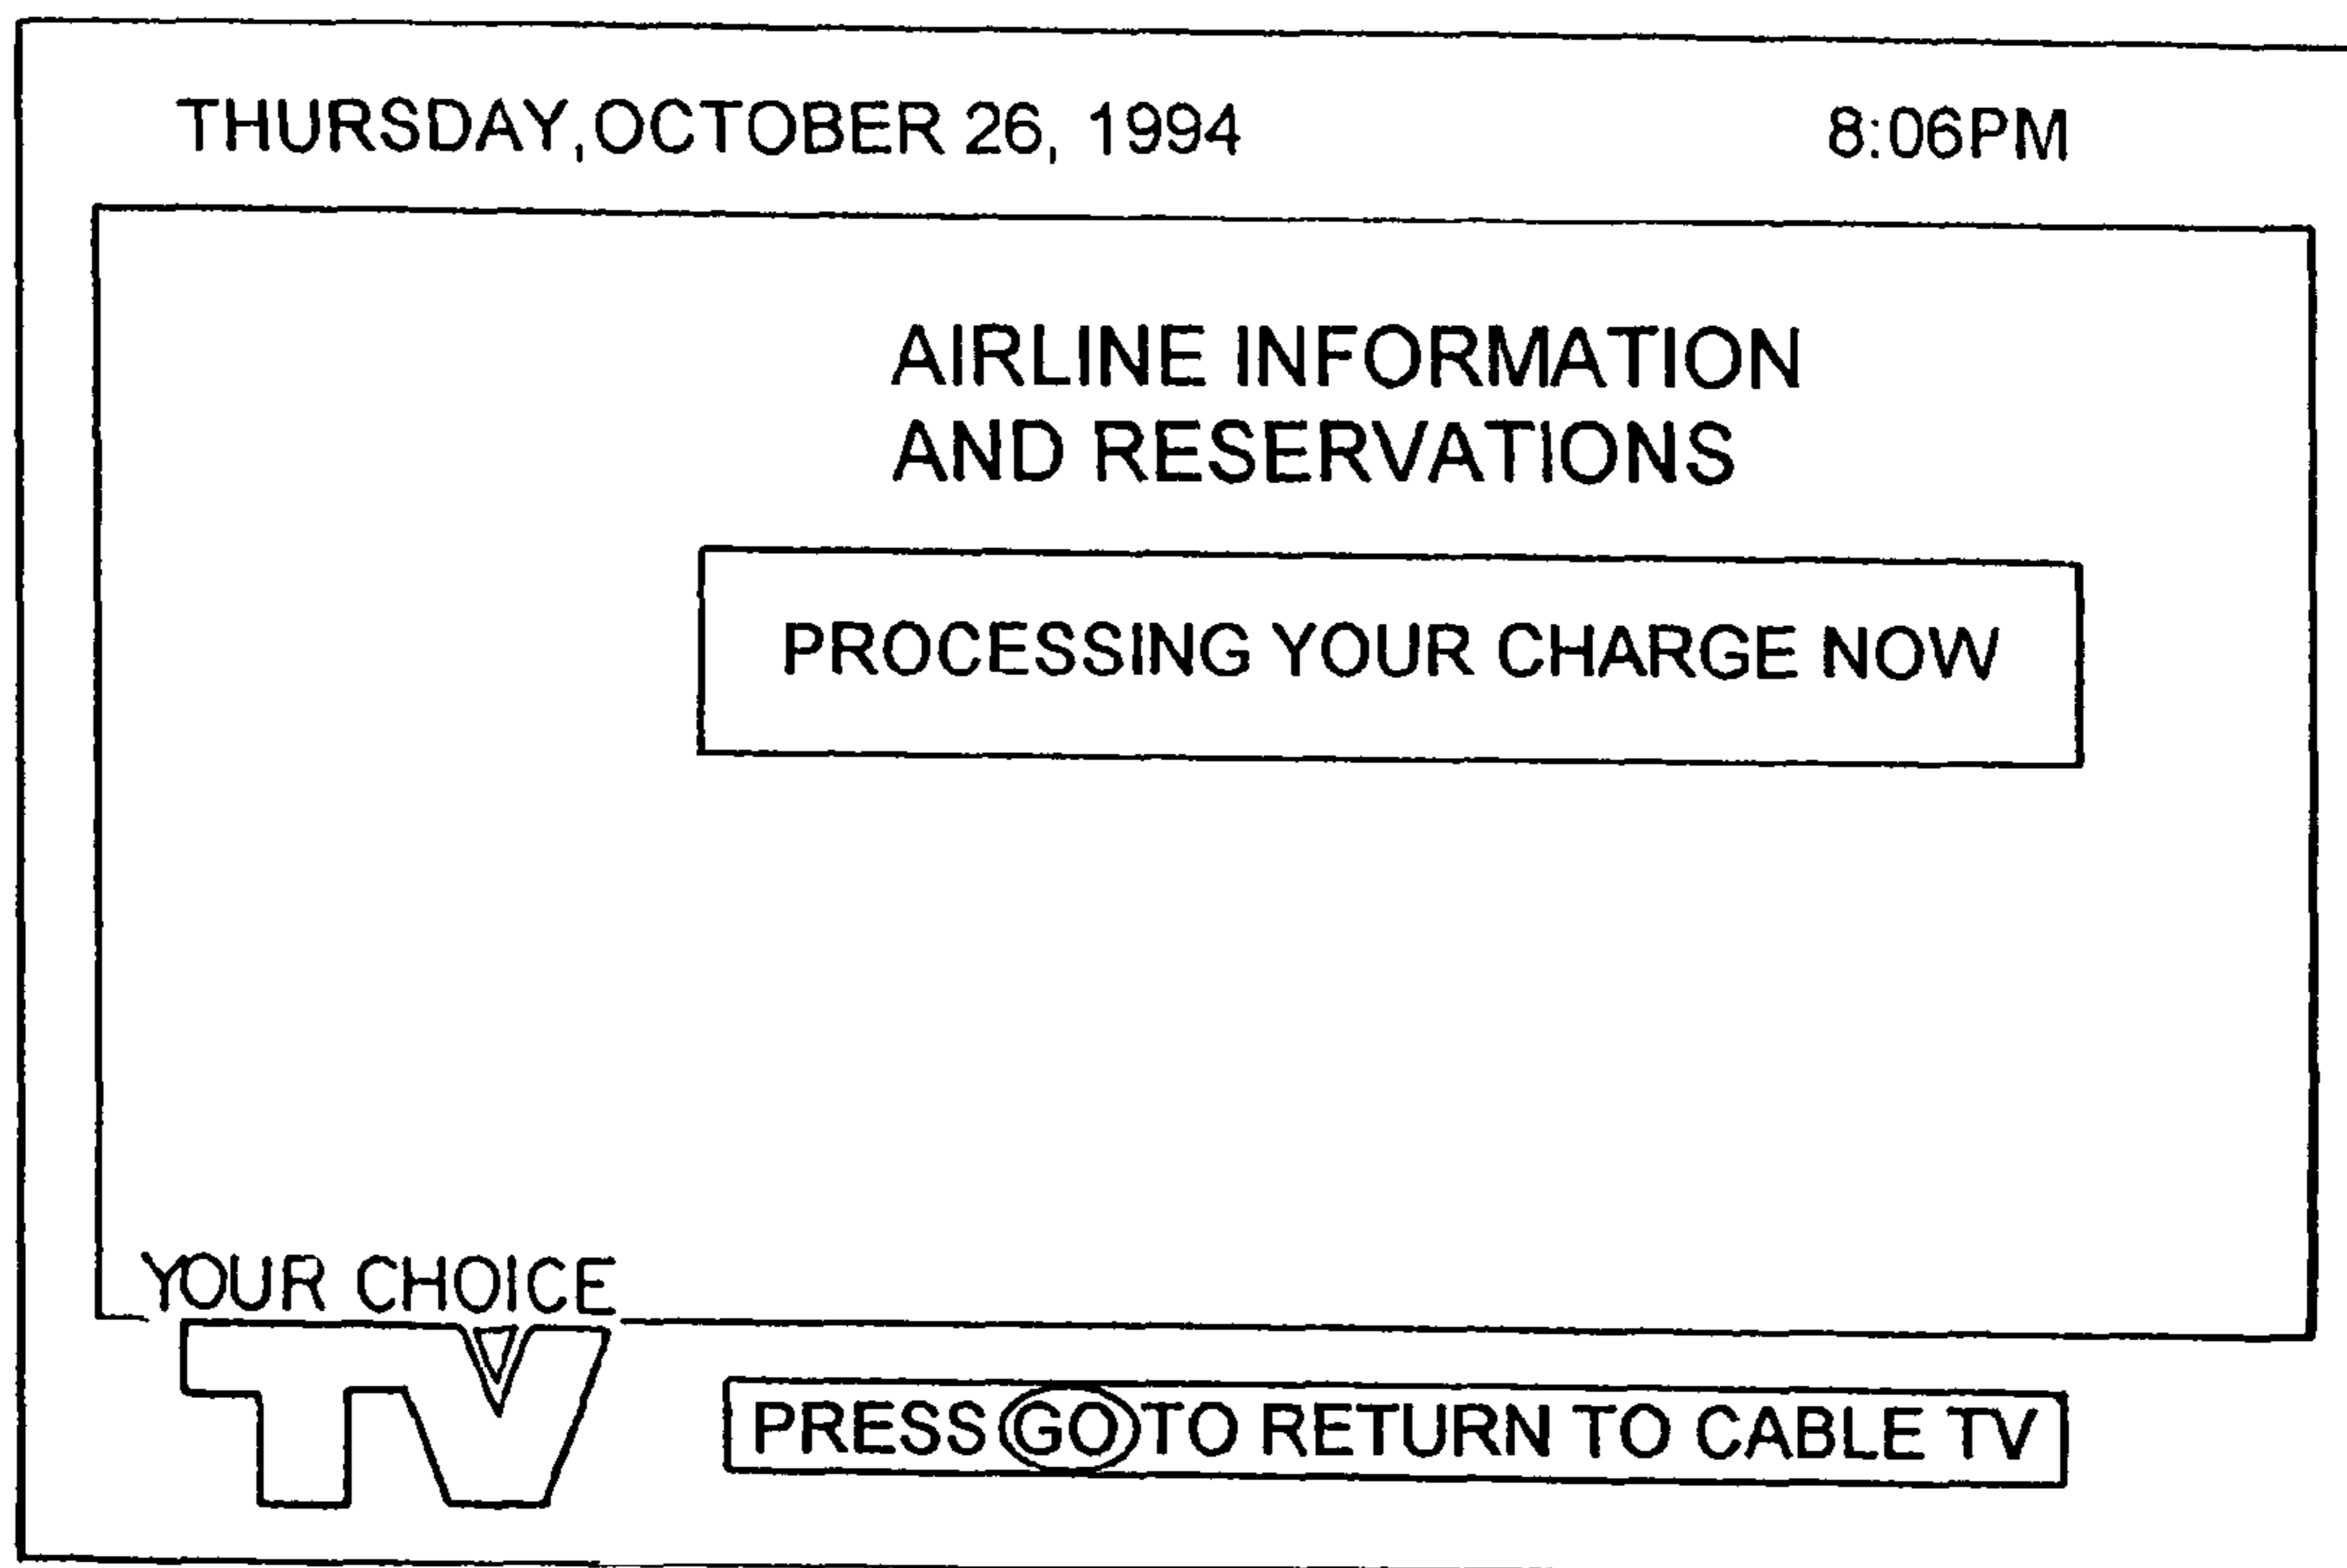 THURSDAY,OCTOBER 26, 1994 8:06PM
AIRLINE INFORMATION
AND RESERVATIONS
PROCESSING YOUR CHARGE NOW
YOUR CHOICE
TV
PRESS GO TO RETURN TO CABLE TV